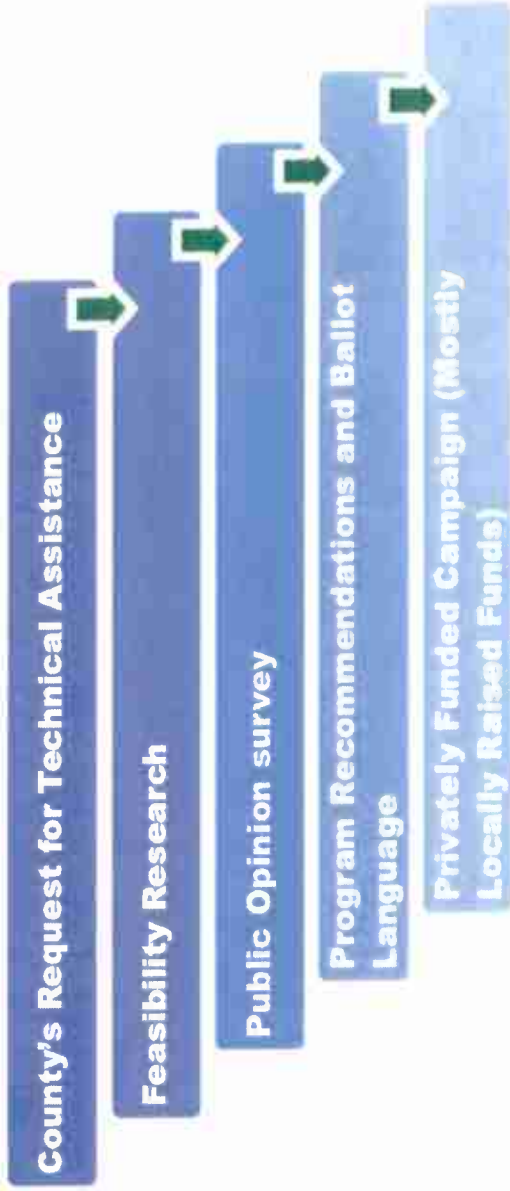 County's Request for Technical Assistance
Feasibility Research
Public Opinion survey
Program Recommendations and Ballot
Language
Privately Funded Campaign (Mostly
Locally Raised Funds)